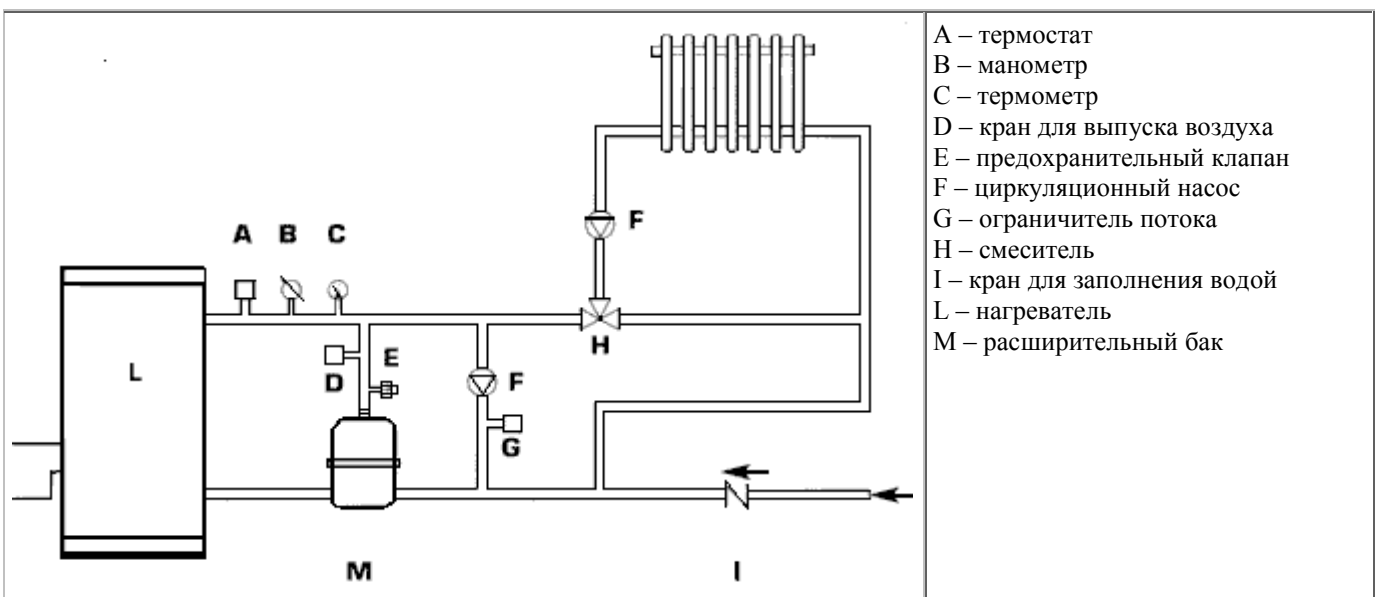 A – термостат
B – манометр
C – термометр
D – кран для выпуска воздуха
E – предохранительный клапан
F – циркуляционный насос
G – ограничитель потока
H – смеситель
I – кран для заполнения водой
L – нагреватель
M – расширительный бак
F
A B C
H
L
D E
F
G
M
I